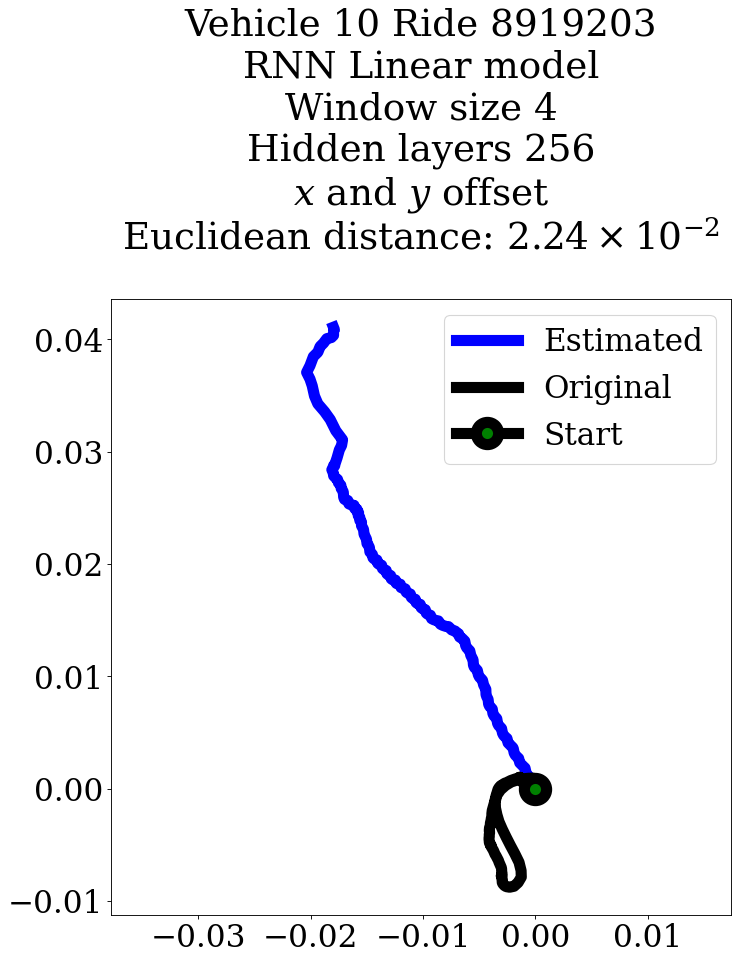 Vehicle 10 Ride 8919203
RNN Linear model
Window size 4
Hidden layers 256
x and y offset
Euclidean distance: 2.24 × 10⁻²
Estimated
Original
Start
0.04
0.03
0.02
0.01
0.00
−0.01
−0.03 −0.02 −0.01 0.00 0.01